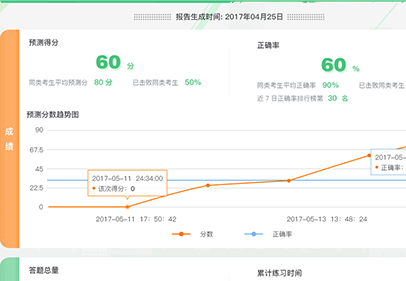 报告生成时间: 2017年04月25日
预测得分
60 分
同类考生平均预测分 80 分 已击败同类考生 50%
正确率
60 %
同类考生平均正确率 90% 已击败同类考生
近 7 日正确率排行榜第 30 名
成绩
预测分数趋势图
90
67.5
45
22.5
0
2017-05-11 24:34:00
该次得分: 0
2017-05
正确率:
2017-05-11 17:50:42
2017-05-13 13:48:24
分数 正确率
答题总量
累计练习时间